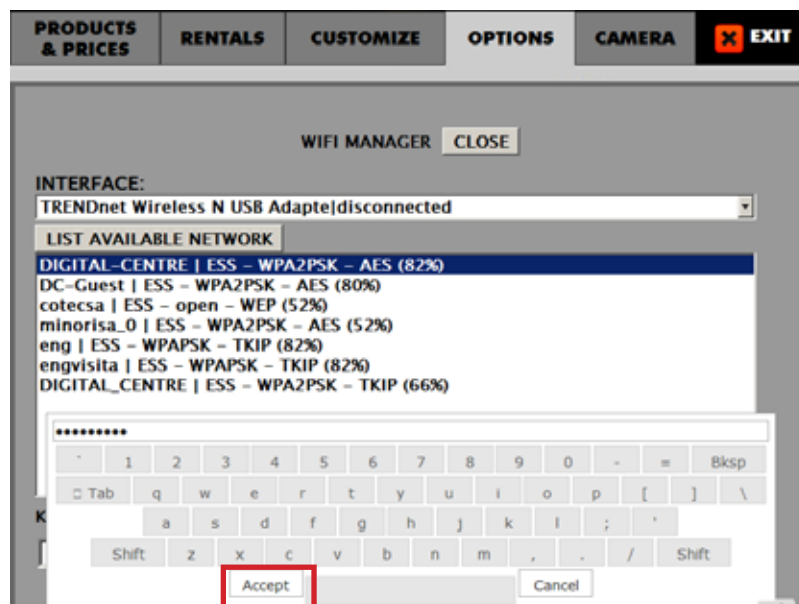 PRODUCTS & PRICES RENTALS CUSTOMIZE OPTIONS CAMERA EXIT
WIFI MANAGER CLOSE
INTERFACE:
TRENDnet Wireless N USB Adapte|disconnected
LIST AVAILABLE NETWORK
DIGITAL-CENTRE | ESS - WPA2PSK - AES (82%)
DC-Guest | ESS - WPA2PSK - AES (80%)
cotecsa | ESS - open - WEP (52%)
minorisa_0 | ESS - WPA2PSK - AES (52%)
eng | ESS - WPAPSK - TKIP (82%)
engvisita | ESS - WPAPSK - TKIP (82%)
DIGITAL_CENTRE | ESS - WPA2PSK - TKIP (66%)
•••••••••
` 1 2 3 4 5 6 7 8 9 0 - = Bksp
Tab q w e r t y u i o p [ ] \
K a s d f g h j k l ; '
Shift z x c v b n m , . / Shift
Accept Cancel